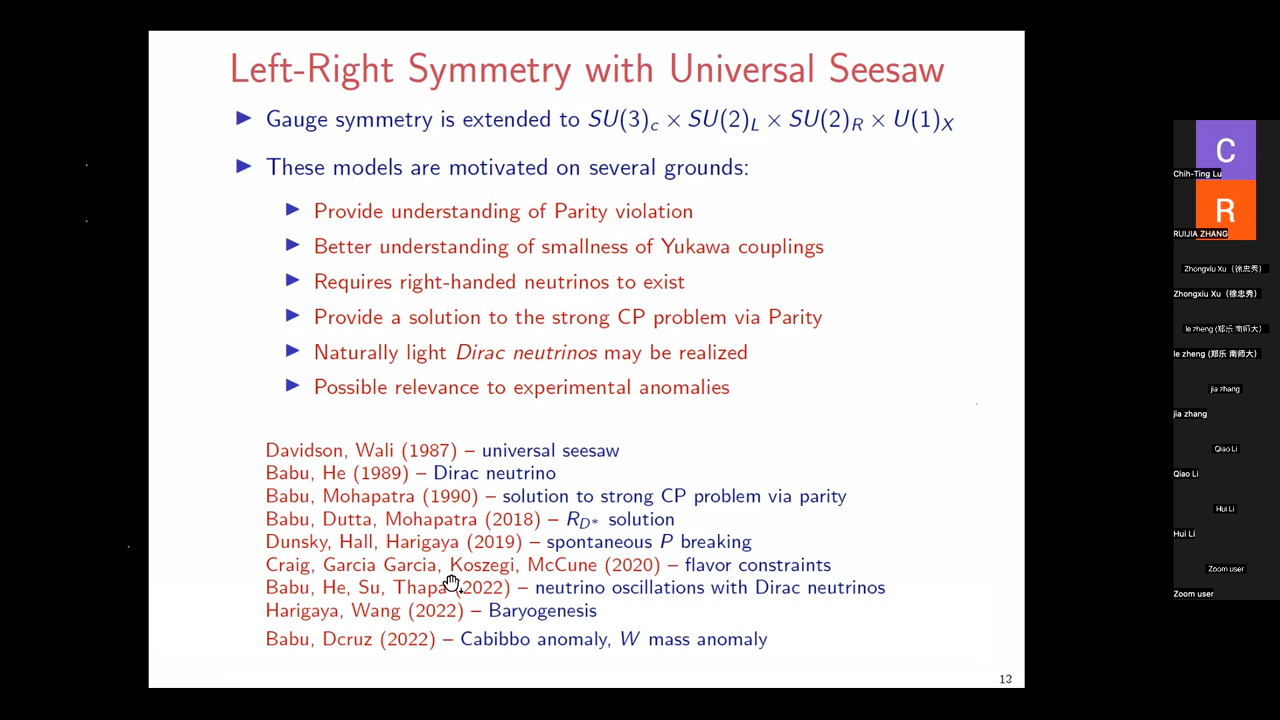 Left-Right Symmetry with Universal Seesaw
▶ Gauge symmetry is extended to SU(3)_c × SU(2)_L × SU(2)_R × U(1)_X
▶ These models are motivated on several grounds:
▶ Provide understanding of Parity violation
▶ Better understanding of smallness of Yukawa couplings
▶ Requires right-handed neutrinos to exist
▶ Provide a solution to the strong CP problem via Parity
▶ Naturally light Dirac neutrinos may be realized
▶ Possible relevance to experimental anomalies
Davidson, Wali (1987) – universal seesaw
Babu, He (1989) – Dirac neutrino
Babu, Mohapatra (1990) – solution to strong CP problem via parity
Babu, Dutta, Mohapatra (2018) – R_{D*} solution
Dunsky, Hall, Harigaya (2019) – spontaneous P breaking
Craig, Garcia Garcia, Koszegi, McCune (2020) – flavor constraints
Babu, He, Su, Thapa (2022) – neutrino oscillations with Dirac neutrinos
Harigaya, Wang (2022) – Baryogenesis
Babu, Dcruz (2022) – Cabibbo anomaly, W mass anomaly
12
C
Chih-Ting Lu
R
RUIJIA ZHANG
Zhongxiu Xu (徐忠秀)
Zhongxiu Xu (徐忠秀)
le zheng (郑乐 南师大)
le zheng (郑乐 南师大)
jia zhang
jia zhang
Qiao Li
Qiao Li
Hui Li
Hui Li
Zoom user
Zoom user